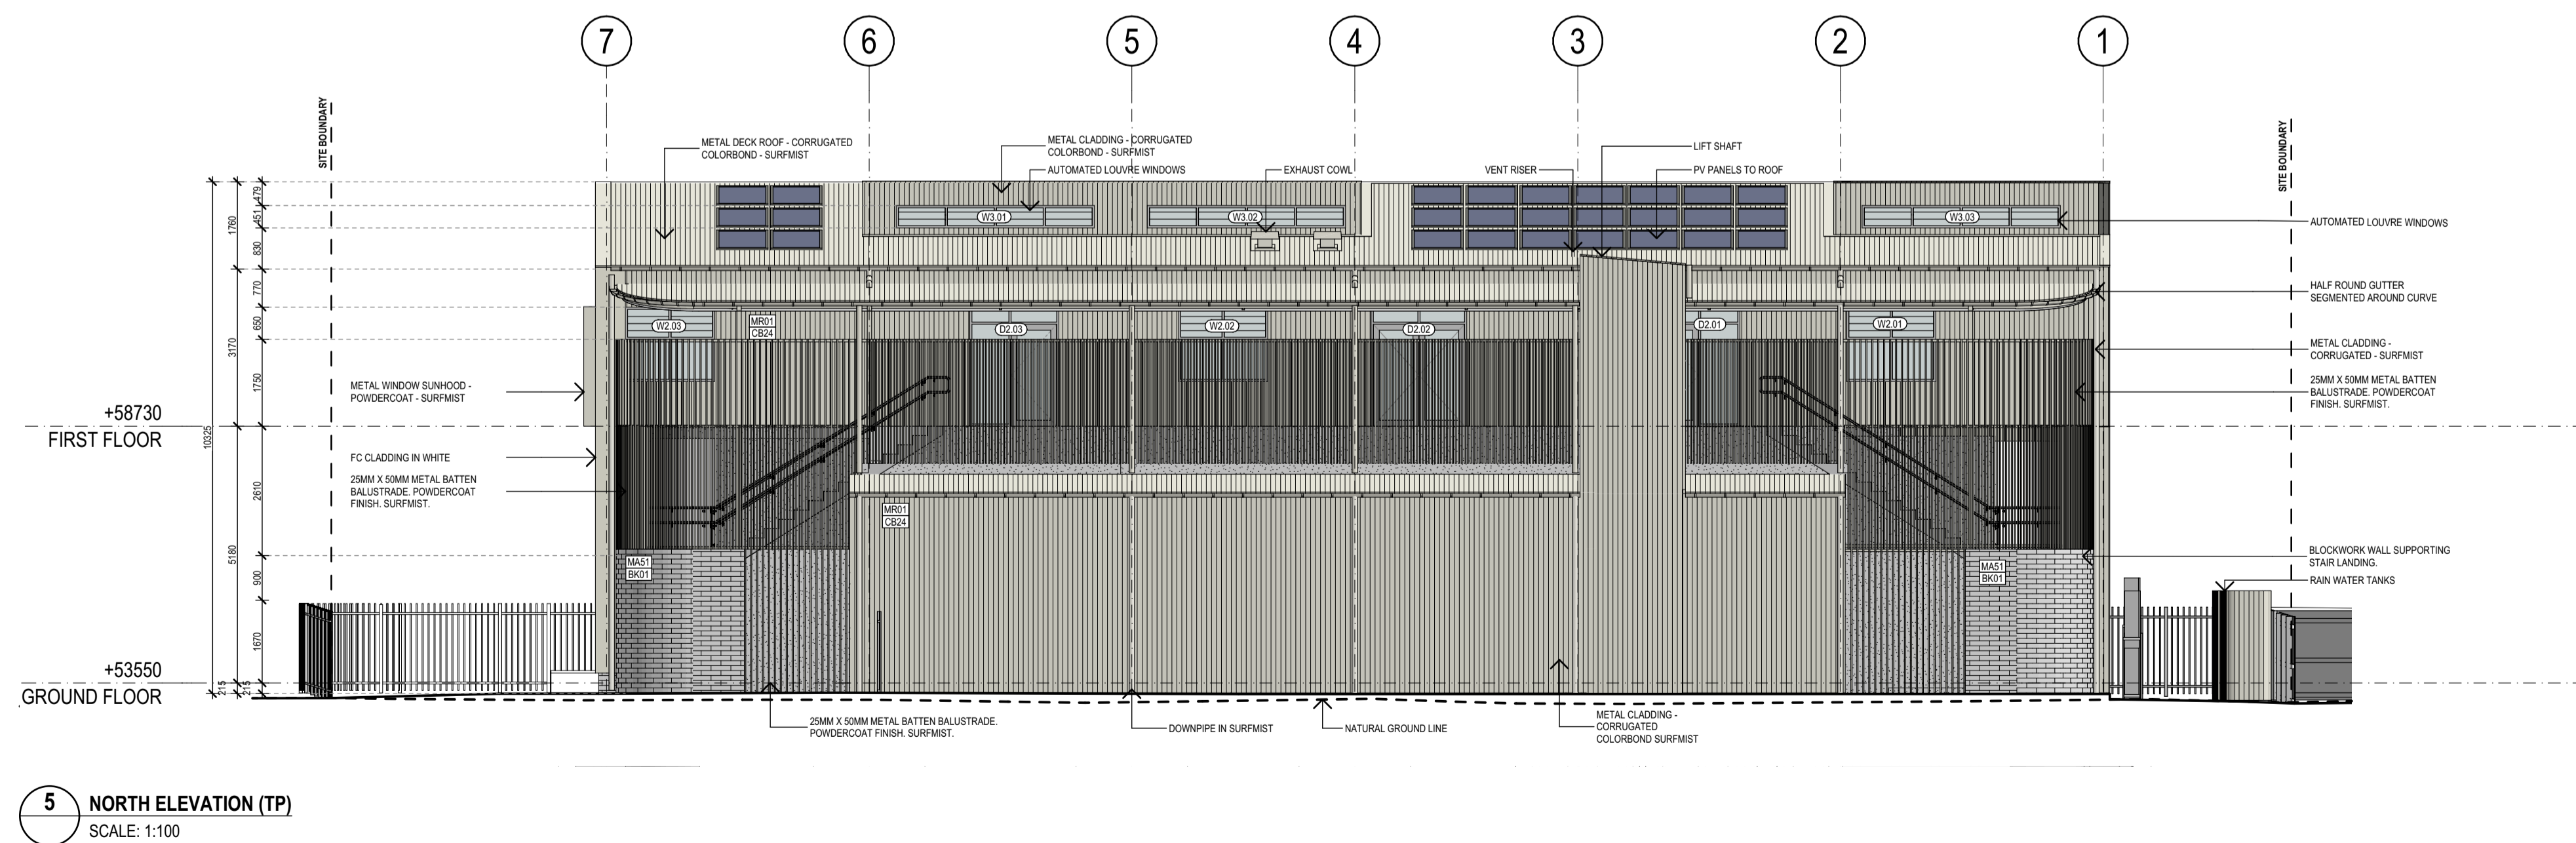 7
6
5
4
3
2
1
SITE BOUNDARY
SITE BOUNDARY
METAL DECK ROOF - CORRUGATED
COLORBOND - SURFMIST
METAL CLADDING - CORRUGATED
COLORBOND - SURFMIST
AUTOMATED LOUVRE WINDOWS
EXHAUST COWL
VENT RISER
LIFT SHAFT
PV PANELS TO ROOF
W3.01
W3.02
W3.03
AUTOMATED LOUVRE WINDOWS
HALF ROUND GUTTER
SEGMENTED AROUND CURVE
METAL CLADDING -
CORRUGATED - SURFMIST
25MM X 50MM METAL BATTEN
BALUSTRADE. POWDERCOAT
FINISH. SURFMIST.
BLOCKWORK WALL SUPPORTING
STAIR LANDING.
RAIN WATER TANKS
W2.03
MR01
CB24
D2.03
W2.02
D2.02
D2.01
W2.01
METAL WINDOW SUNHOOD -
POWDERCOAT - SURFMIST
FC CLADDING IN WHITE
25MM X 50MM METAL BATTEN
BALUSTRADE. POWDERCOAT
FINISH. SURFMIST.
MR01
CB24
MA51
BK01
MA51
BK01
+58730
FIRST FLOOR
+53550
GROUND FLOOR
10325
1760
3170
5180
215
479
451
830
770
650
1750
2610
900
1670
215
25MM X 50MM METAL BATTEN BALUSTRADE.
POWDERCOAT FINISH. SURFMIST.
DOWNPIPE IN SURFMIST
NATURAL GROUND LINE
METAL CLADDING -
CORRUGATED
COLORBOND SURFMIST
5
NORTH ELEVATION (TP)
SCALE: 1:100